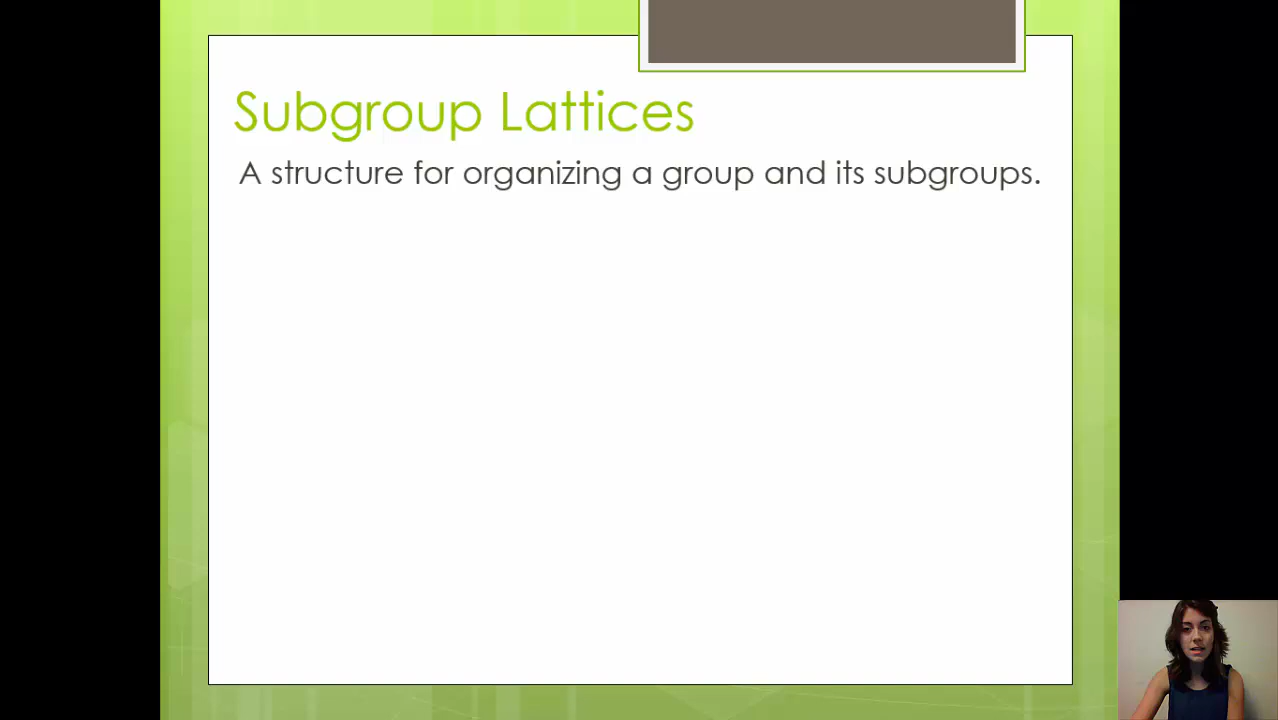 Subgroup Lattices
A structure for organizing a group and its subgroups.